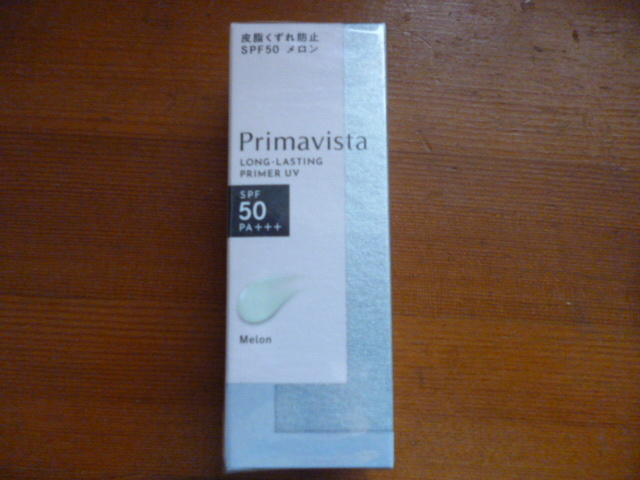 皮脂くずれ防止
SPF50 メロン
Primavista
LONG-LASTING
PRIMER UV
SPF
50
PA+++
Melon